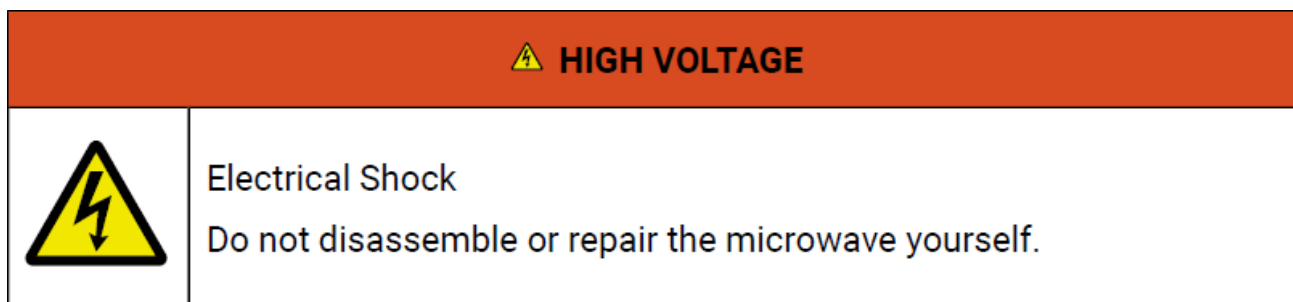 HIGH VOLTAGE
Electrical Shock
Do not disassemble or repair the microwave yourself.